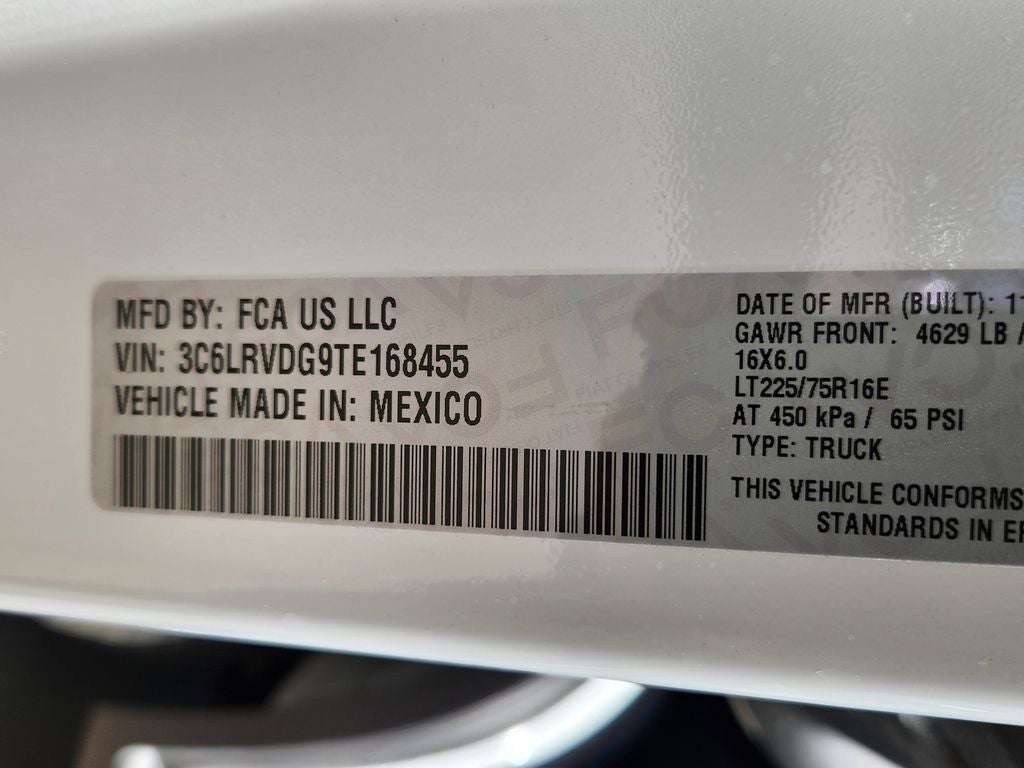 MFD BY: FCA US LLC
VIN: 3C6LRVDG9TE168455
VEHICLE MADE IN: MEXICO
DATE OF MFR (BUILT): 11
GAWR FRONT: 4629 LB
16X6.0
LT225/75R16E
AT 450 kPa / 65 PSI
TYPE: TRUCK
THIS VEHICLE CONFORMS
STANDARDS IN